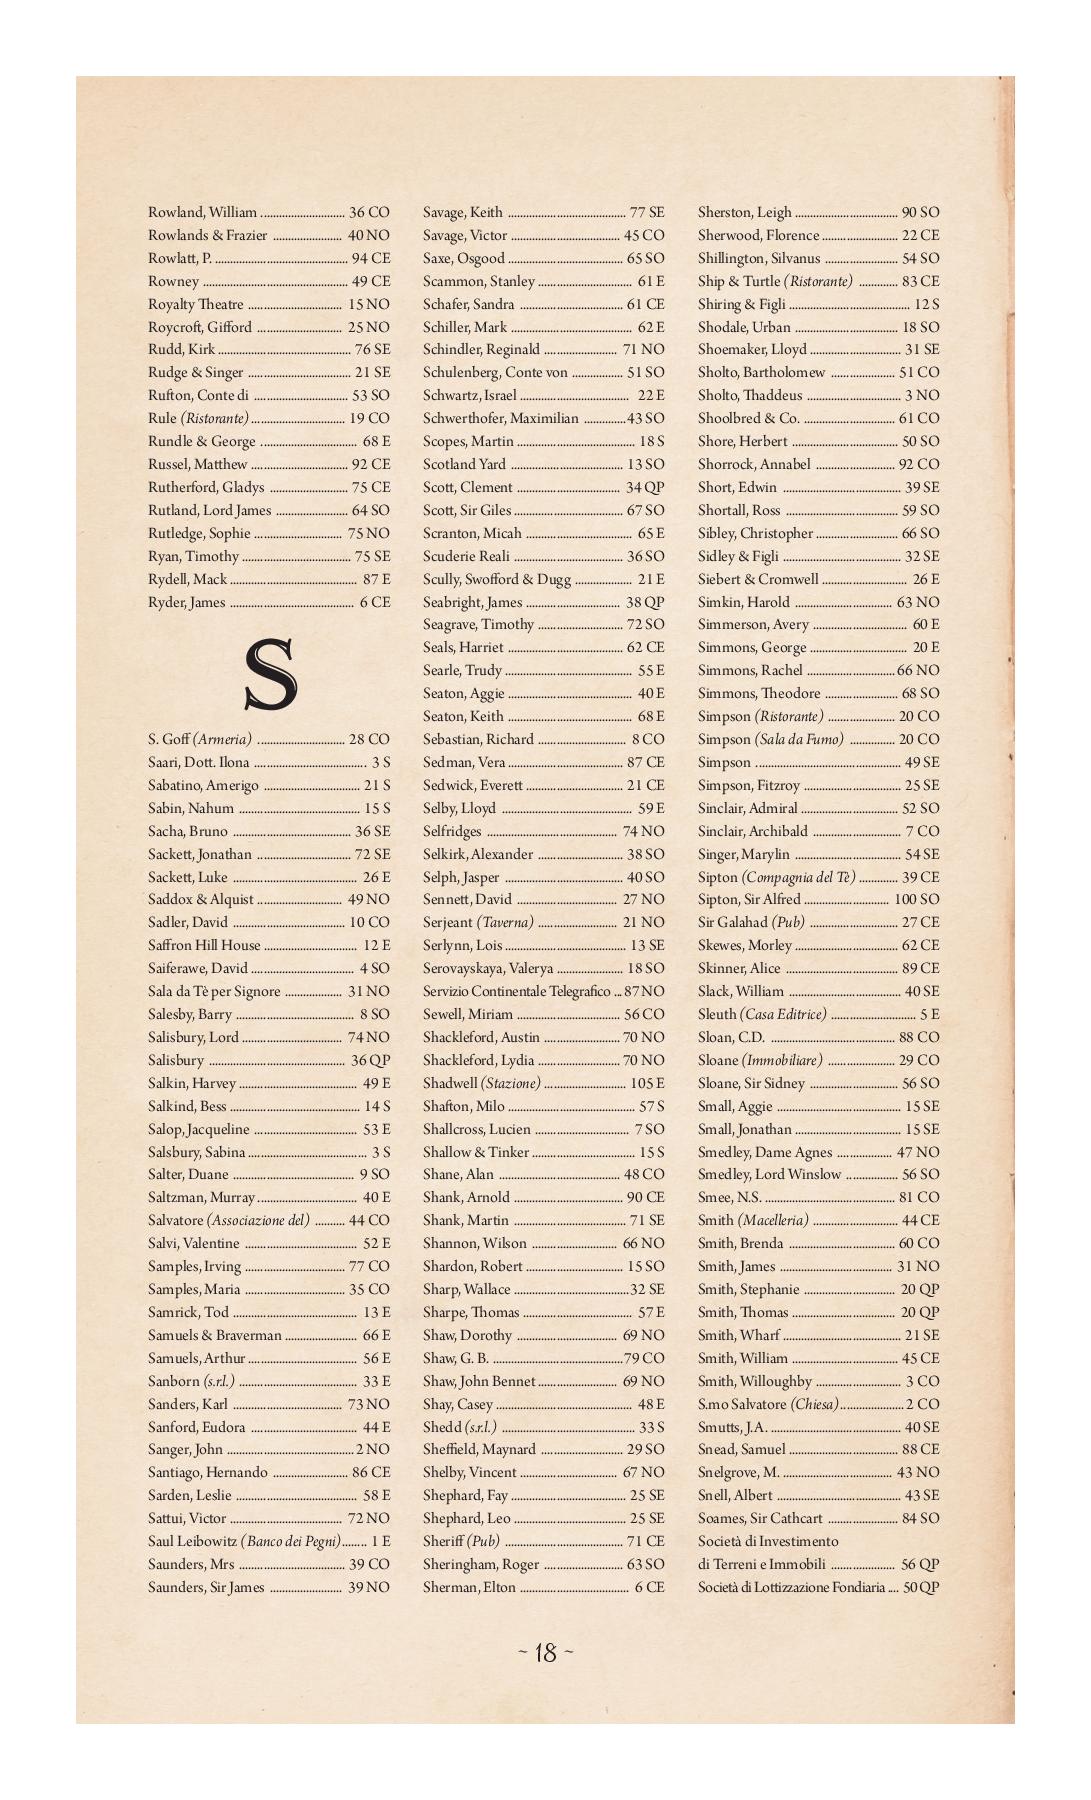 Rowland, William ........................... 36 CO
Rowlands & Frazier ...................... 40 NO
Rowlatt, P. .......................................... 94 CE
Rowney .............................................. 49 CE
Royalty Theatre .............................. 15 NO
Roycroft, Gifford ........................... 25 NO
Rudd, Kirk .......................................... 76 SE
Rudge & Singer ................................. 21 SE
Rufton, Conte di .............................. 53 SO
Rule (Ristorante) .............................. 19 CO
Rundle & George ............................... 68 E
Russel, Matthew ............................... 92 CE
Rutherford, Gladys ......................... 75 CE
Rutland, Lord James ....................... 64 SO
Rutledge, Sophie ............................ 75 NO
Ryan, Timothy .................................. 75 SE
Rydell, Mack ......................................... 87 E
Ryder, James ........................................ 6 CE
S
S. Goff (Armeria) ............................ 28 CO
Saari, Dott. Ilona .................................... 3 S
Sabatino, Amerigo ............................... 21 S
Sabin, Nahum ........................................ 15 S
Sacha, Bruno ....................................... 36 SE
Sackett, Jonathan .............................. 72 SE
Sackett, Luke ........................................ 26 E
Saddox & Alquist ............................ 49 NO
Sadler, David ..................................... 10 CO
Saffron Hill House .............................. 12 E
Saiferawe, David .................................. 4 SO
Sala da Tè per Signore .................. 31 NO
Salesby, Barry ........................................ 8 SO
Salisbury, Lord ................................ 74 NO
Salisbury .............................................. 36 QP
Salkin, Harvey ....................................... 49 E
Salkind, Bess .......................................... 14 S
Salop, Jacqueline .................................. 53 E
Salsbury, Sabina ...................................... 3 S
Salter, Duane ......................................... 9 SO
Saltzman, Murray ................................ 40 E
Salvatore (Associazione del) ......... 44 CO
Salvi, Valentine .................................... 52 E
Samples, Irving ................................. 77 CO
Samples, Maria .................................. 35 CO
Samrick, Tod ......................................... 13 E
Samuels & Braverman ....................... 66 E
Samuels, Arthur ................................... 56 E
Sanborn (s.r.l.) ...................................... 33 E
Sanders, Karl .................................... 73 NO
Sanford, Eudora .................................. 44 E
Sanger, John ......................................... 2 NO
Santiago, Hernando ........................ 86 CE
Sarden, Leslie ....................................... 58 E
Sattui, Victor ..................................... 72 NO
Saul Leibowitz (Banco dei Pegni)........ 1 E
Saunders, Mrs ................................... 39 CO
Saunders, Sir James ....................... 39 NO
Savage, Keith ...................................... 77 SE
Savage, Victor ................................... 45 CO
Saxe, Osgood ..................................... 65 SO
Scammon, Stanley ............................... 61 E
Schafer, Sandra .................................. 61 CE
Schiller, Mark ....................................... 62 E
Schindler, Reginald ........................ 71 NO
Schulenberg, Conte von ................. 51 SO
Schwartz, Israel .................................... 22 E
Schwerthofer, Maximilian ............. 43 SO
Scopes, Martin ...................................... 18 S
Scotland Yard ..................................... 13 SO
Scott, Clement .................................. 34 QP
Scott, Sir Giles .................................... 67 SO
Scranton, Micah .................................. 65 E
Scuderie Reali .................................... 36 SO
Scully, Swofford & Dugg .................. 21 E
Seabright, James .............................. 38 QP
Seagrave, Timothy ........................... 72 SO
Seals, Harriet ...................................... 62 CE
Searle, Trudy ......................................... 55 E
Seaton, Aggie ........................................ 40 E
Seaton, Keith ........................................ 68 E
Sebastian, Richard ............................. 8 CO
Sedman, Vera ...................................... 87 CE
Sedwick, Everett ................................ 21 CE
Selby, Lloyd .......................................... 59 E
Selfridges ......................................... 74 NO
Selkirk, Alexander ........................... 38 SO
Selph, Jasper ...................................... 40 SO
Sennett, David .................................. 27 NO
Serjeant (Taverna) .......................... 21 NO
Serlynn, Lois ....................................... 13 SE
Serovayskaya, Valerya ..................... 18 SO
Servizio Continentale Telegrafico ... 87 NO
Sewell, Miriam .................................. 56 CO
Shackleford, Austin ......................... 70 NO
Shackleford, Lydia .......................... 70 NO
Shadwell (Stazione) .......................... 105 E
Shafton, Milo ......................................... 57 S
Shallcross, Lucien .............................. 7 SO
Shallow & Tinker ................................. 15 S
Shane, Alan ........................................ 48 CO
Shank, Arnold .................................... 90 CE
Shank, Martin ..................................... 71 SE
Shannon, Wilson ............................ 66 NO
Shardon, Robert ................................ 15 SO
Sharp, Wallace ..................................... 32 SE
Sharpe, Thomas ................................... 57 E
Shaw, Dorothy .................................. 69 NO
Shaw, G. B. ......................................... 79 CO
Shaw, John Bennet ......................... 69 NO
Shay, Casey ............................................ 48 E
Shedd (s.r.l.) ............................................ 33 S
Sheffield, Maynard .......................... 29 SO
Shelby, Vincent ................................ 67 NO
Shephard, Fay ..................................... 25 SE
Shephard, Leo .................................... 25 SE
Sheriff (Pub) ........................................ 71 CE
Sheringham, Roger .......................... 63 SO
Sherman, Elton ................................... 6 CE
Sherston, Leigh ................................. 90 SO
Sherwood, Florence ........................ 22 CE
Shillington, Silvanus ........................ 54 SO
Ship & Turtle (Ristorante) ............ 83 CE
Shiring & Figli ....................................... 12 S
Shodale, Urban .................................. 18 SO
Shoemaker, Lloyd ............................. 31 SE
Sholto, Bartholomew ..................... 51 CO
Sholto, Thaddeus ............................... 3 NO
Shoolbred & Co. ............................... 61 CO
Shore, Herbert ................................... 50 SO
Shorrock, Annabel ......................... 92 CO
Short, Edwin ...................................... 39 SE
Shortall, Ross ..................................... 59 SO
Sibley, Christopher .......................... 66 SO
Sidley & Figli ...................................... 32 SE
Siebert & Cromwell ........................... 26 E
Simkin, Harold ................................ 63 NO
Simmerson, Avery .............................. 60 E
Simmons, George ............................... 20 E
Simmons, Rachel ............................. 66 NO
Simmons, Theodore ......................... 68 SO
Simpson (Ristorante) ...................... 20 CO
Simpson (Sala da Fumo) ............... 20 CO
Simpson .............................................. 49 SE
Simpson, Fitzroy ................................ 25 SE
Sinclair, Admiral ................................ 52 SO
Sinclair, Archibald ............................. 7 CO
Singer, Marylin .................................. 54 SE
Sipton (Compagnia del Tè) ............ 39 CE
Sipton, Sir Alfred ............................ 100 SO
Sir Galahad (Pub) .............................. 27 CE
Skewes, Morley .................................. 62 CE
Skinner, Alice ..................................... 89 CE
Slack, William .................................... 40 SE
Sleuth (Casa Editrice) ........................... 5 E
Sloan, C.D. ........................................ 88 CO
Sloane (Immobiliare) ...................... 29 CO
Sloane, Sir Sidney ............................. 56 SO
Small, Aggie ........................................ 15 SE
Small, Jonathan .................................. 15 SE
Smedley, Dame Agnes .................. 47 NO
Smedley, Lord Winslow ................. 56 SO
Smee, N.S. .......................................... 81 CO
Smith (Macelleria) ........................... 44 CE
Smith, Brenda .................................. 60 CO
Smith, James .................................... 31 NO
Smith, Stephanie .............................. 20 QP
Smith, Thomas ................................. 20 QP
Smith, Wharf ...................................... 21 SE
Smith, William ................................... 45 CE
Smith, Willoughby ............................. 3 CO
S.mo Salvatore (Chiesa)..................... 2 CO
Smutts, J.A. ......................................... 40 SE
Snead, Samuel .................................... 88 CE
Snelgrove, M. ................................... 43 NO
Snell, Albert ........................................ 43 SE
Soames, Sir Cathcart ....................... 84 SO
Società di Investimento
di Terreni e Immobili ..................... 56 QP
Società di Lottizzazione Fondiaria .... 50 QP
~ 18 ~